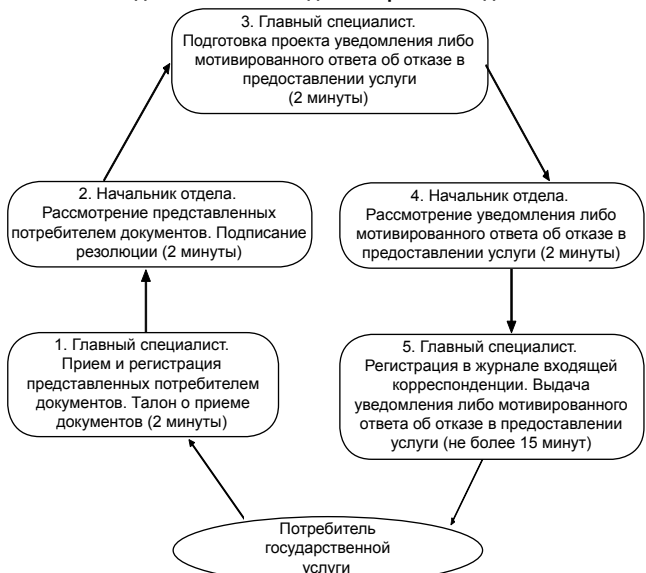 3. Главный специалист.
Подготовка проекта уведомления либо
мотивированного ответа об отказе в
предоставлении услуги
(2 минуты)
2. Начальник отдела.
Рассмотрение представленных
потребителем документов. Подписание
резолюции (2 минуты)
4. Начальник отдела.
Рассмотрение уведомления либо
мотивированного ответа об отказе в
предоставлении услуги (2 минуты)
1. Главный специалист.
Прием и регистрация
представленных потребителем
документов. Талон о приеме
документов (2 минуты)
5. Главный специалист.
Регистрация в журнале входящей
корреспонденции. Выдача
уведомления либо мотивированного
ответа об отказе в предоставлении
услуги (не более 15 минут)
Потребитель
государственной
услуги